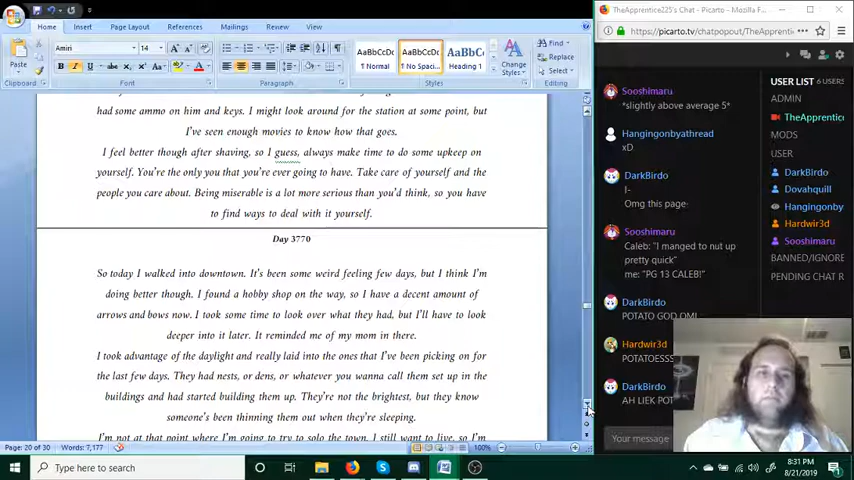 TheApprentice225's Chat - Picarto - Mozilla F...
Home
Insert
Page Layout
References
Mailings
Review
View
https://picarto.tv/chatpopout/TheApprenti
Paste
Clipboard
Amiri
14
Font
Paragraph
AaBbCcDc
¶ Normal
AaBbCcDc
¶ No Spaci...
AaBbCc
Heading 1
Change
Styles
Styles
Find
Replace
Select
Editing
had some ammo on him and keys. I might look around for the station at some point, but
I've seen enough movies to know how that goes.
I feel better though after shaving, so I guess, always make time to do some upkeep on
yourself. You're the only you that you're ever going to have. Take care of yourself and the
people you care about. Being miserable is a lot more serious than you'd think, so you have
to find ways to deal with it yourself.
Day 3770
So today I walked into downtown. It's been some weird feeling few days, but I think I'm
doing better though. I found a hobby shop on the way, so I have a decent amount of
arrows and bows now. I took some time to look over what they had, but I'll have to look
deeper into it later. It reminded me of my mom in there.
I took advantage of the daylight and really laid into the ones that I've been picking on for
the last few days. They had nests, or dens, or whatever you wanna call them set up in the
buildings and had started building them up. They're not the brightest, but they know
someone's been thinning them out when they're sleeping.
I'm not at that point where I'm going to try to solo the town. I still want to live, so I'm
Page: 20 of 30
Words: 7,177
100%
Sooshimaru
*slightly above average 5*
Hangingonbyathread
xD
DarkBirdo
I-
Omg this page
Sooshimaru
Caleb: "I manged to nut up
pretty quick"
me: "PG 13 CALEB!"
DarkBirdo
POTATO GOD OMI
Hardwir3d
POTATOESSS
DarkBirdo
AH LIEK POT
Your message
USER LIST 6 USERS
ADMIN
TheApprentic
MODS
USER
DarkBirdo
Dovahquill
Hangingonby
Hardwir3d
Sooshimaru
BANNED/IGNORE
PENDING CHAT R
Type here to search
8:31 PM
8/21/2019